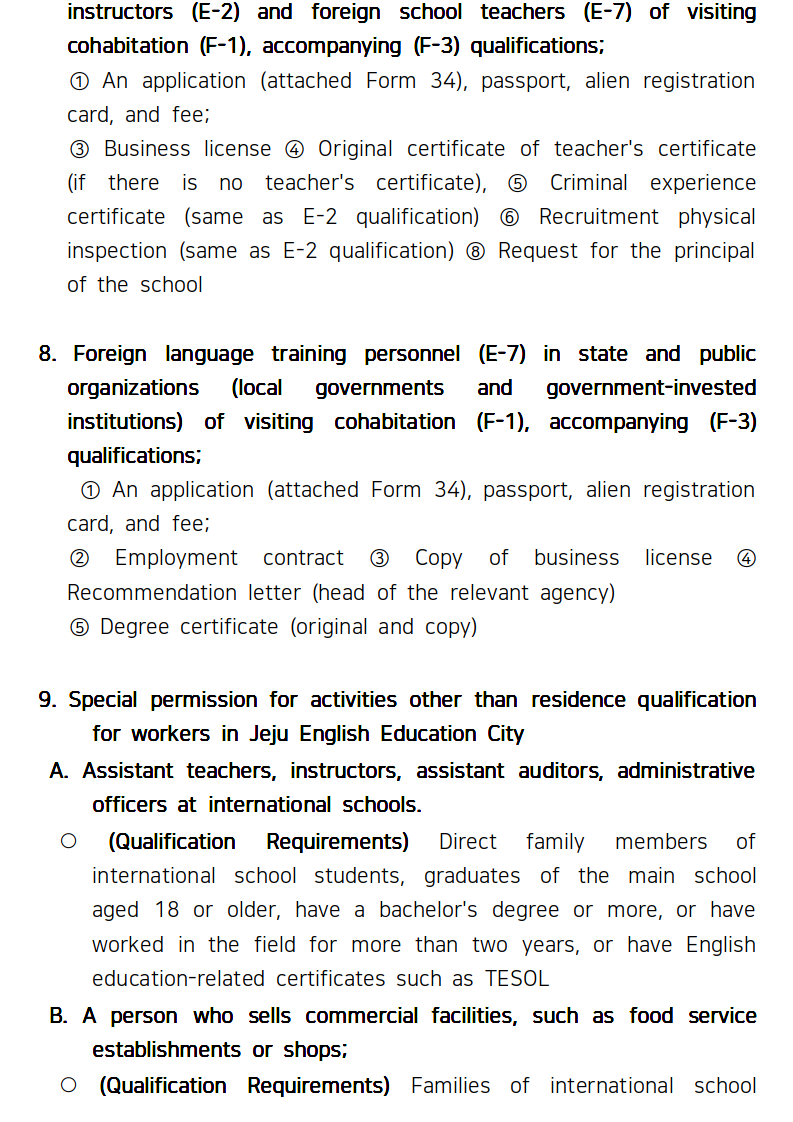 instructors (E-2) and foreign school teachers (E-7) of visiting
cohabitation (F-1), accompanying (F-3) qualifications;
① An application (attached Form 34), passport, alien registration
card, and fee;
③ Business license ④ Original certificate of teacher's certificate
(if there is no teacher's certificate), ⑤ Criminal experience
certificate (same as E-2 qualification) ⑥ Recruitment physical
inspection (same as E-2 qualification) ⑧ Request for the principal
of the school
8. Foreign language training personnel (E-7) in state and public
organizations (local governments and government-invested
institutions) of visiting cohabitation (F-1), accompanying (F-3)
qualifications;
① An application (attached Form 34), passport, alien registration
card, and fee;
② Employment contract ③ Copy of business license ④
Recommendation letter (head of the relevant agency)
⑤ Degree certificate (original and copy)
9. Special permission for activities other than residence qualification
for workers in Jeju English Education City
A. Assistant teachers, instructors, assistant auditors, administrative
officers at international schools.
○ (Qualification Requirements) Direct family members of
international school students, graduates of the main school
aged 18 or older, have a bachelor's degree or more, or have
worked in the field for more than two years, or have English
education-related certificates such as TESOL
B. A person who sells commercial facilities, such as food service
establishments or shops;
○ (Qualification Requirements) Families of international school